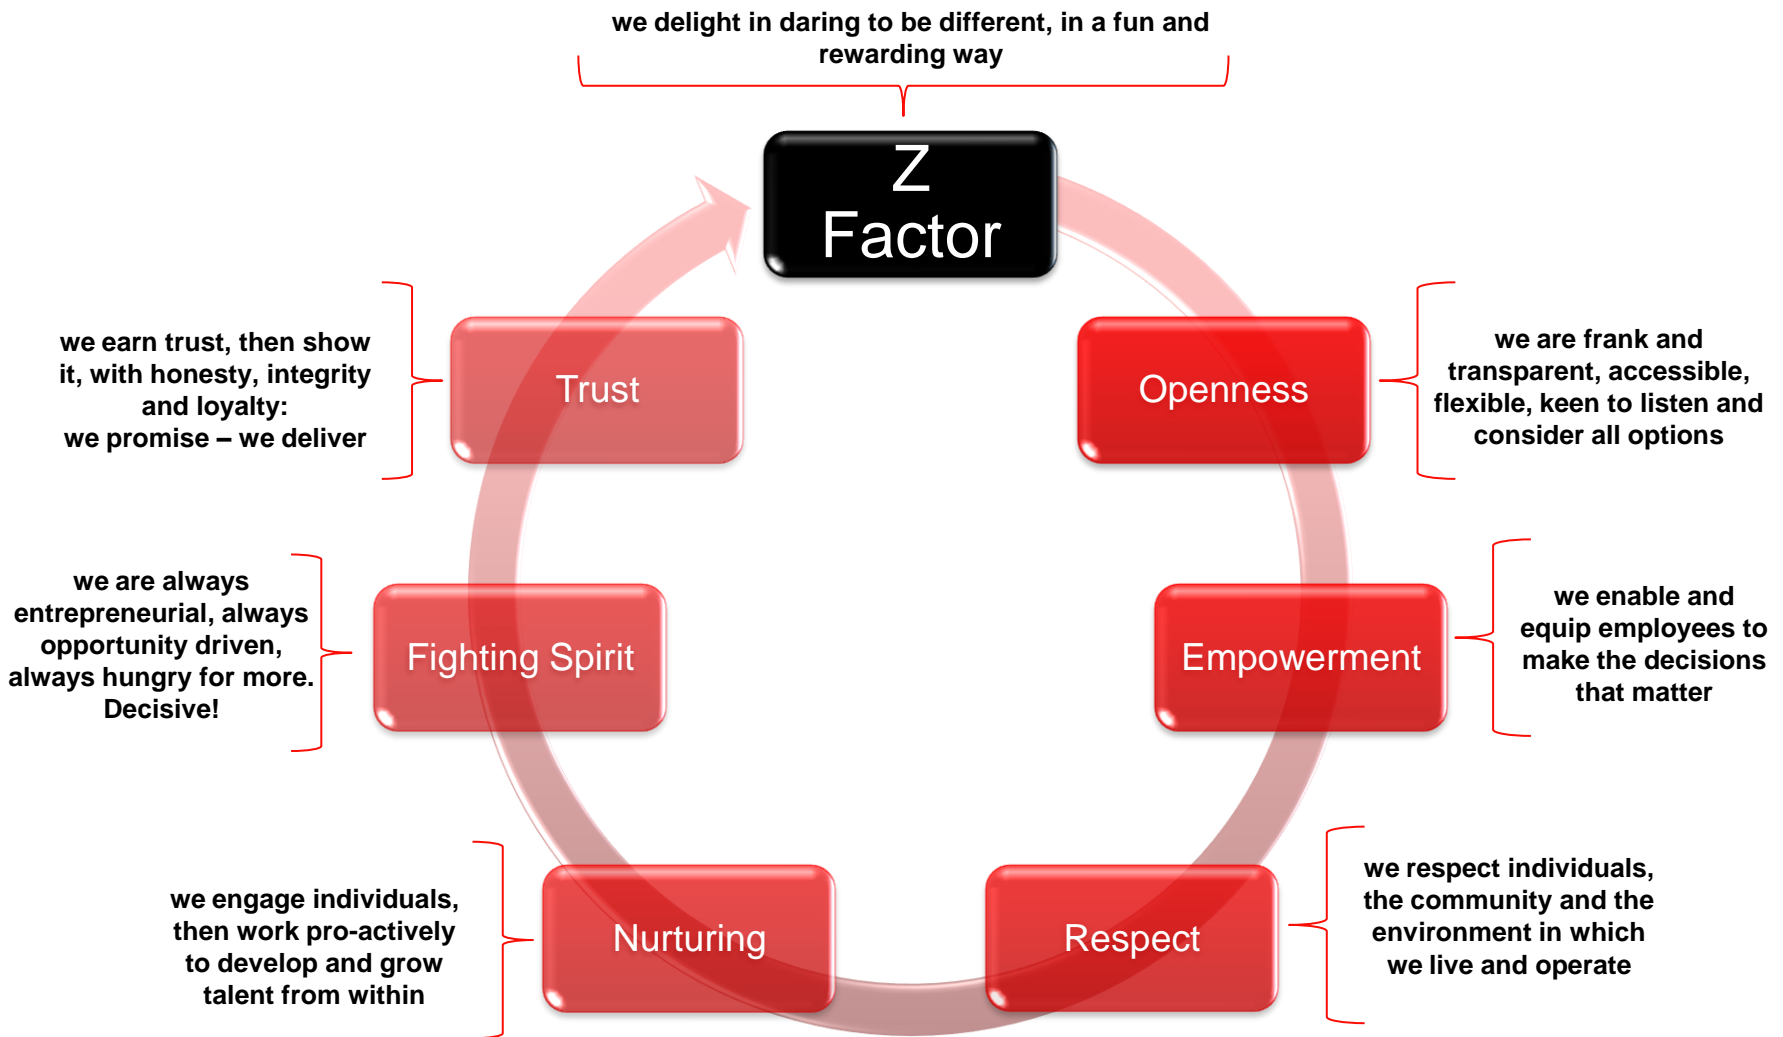 we delight in daring to be different, in a fun and
rewarding way
Z
Factor
Openness
we are frank and
transparent, accessible,
flexible, keen to listen and
consider all options
Empowerment
we enable and
equip employees to
make the decisions
that matter
Respect
we respect individuals,
the community and the
environment in which
we live and operate
Nurturing
we engage individuals,
then work pro-actively
to develop and grow
talent from within
Fighting Spirit
we are always
entrepreneurial, always
opportunity driven,
always hungry for more.
Decisive!
Trust
we earn trust, then show
it, with honesty, integrity
and loyalty:
we promise – we deliver